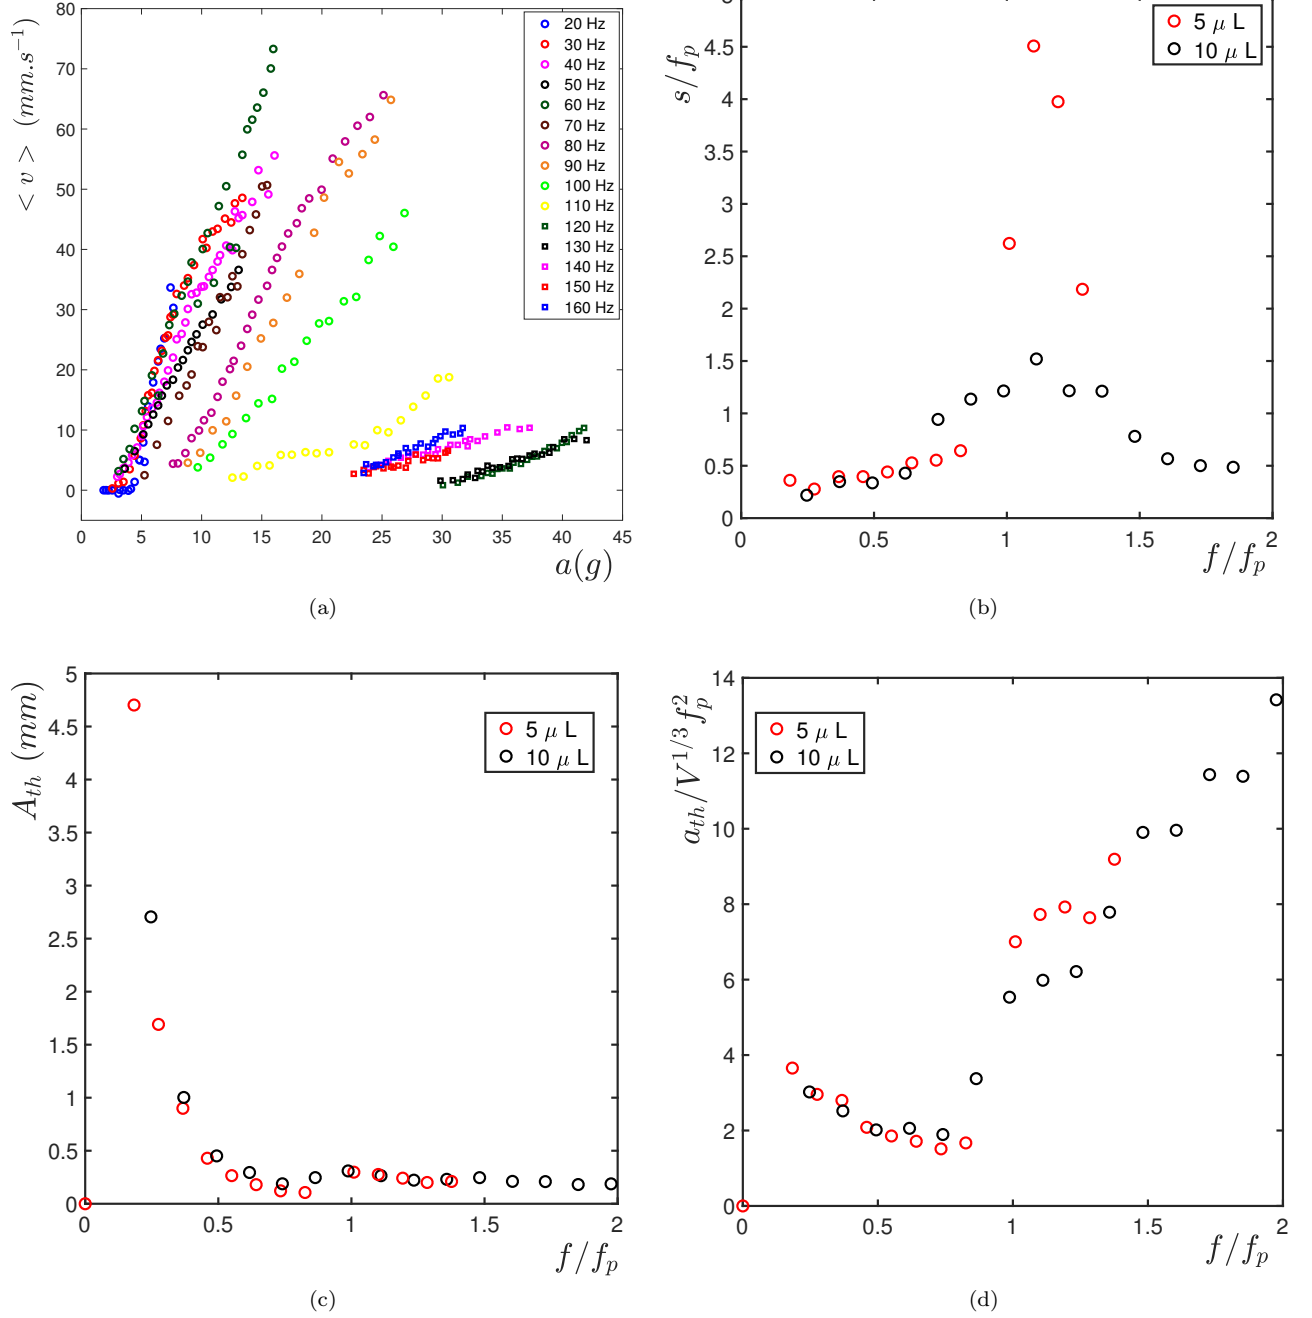 80
70
60
50
40
30
20
10
0
< v > (mm.s⁻¹)
0 5 10 15 20 25 30 35 40 45
a(g)
20 Hz
30 Hz
40 Hz
50 Hz
60 Hz
70 Hz
80 Hz
90 Hz
100 Hz
110 Hz
120 Hz
130 Hz
140 Hz
150 Hz
160 Hz
(a)
4.5
4
3.5
3
2.5
2
1.5
1
0.5
0
s/f_p
0 0.5 1 1.5 2
f/f_p
5 μ L
10 μ L
(b)
5
4.5
4
3.5
3
2.5
2
1.5
1
0.5
0
A_th (mm)
0 0.5 1 1.5 2
f/f_p
5 μ L
10 μ L
(c)
14
12
10
8
6
4
2
0
a_th/V^1/3 f_p^2
0 0.5 1 1.5 2
f/f_p
5 μ L
10 μ L
(d)